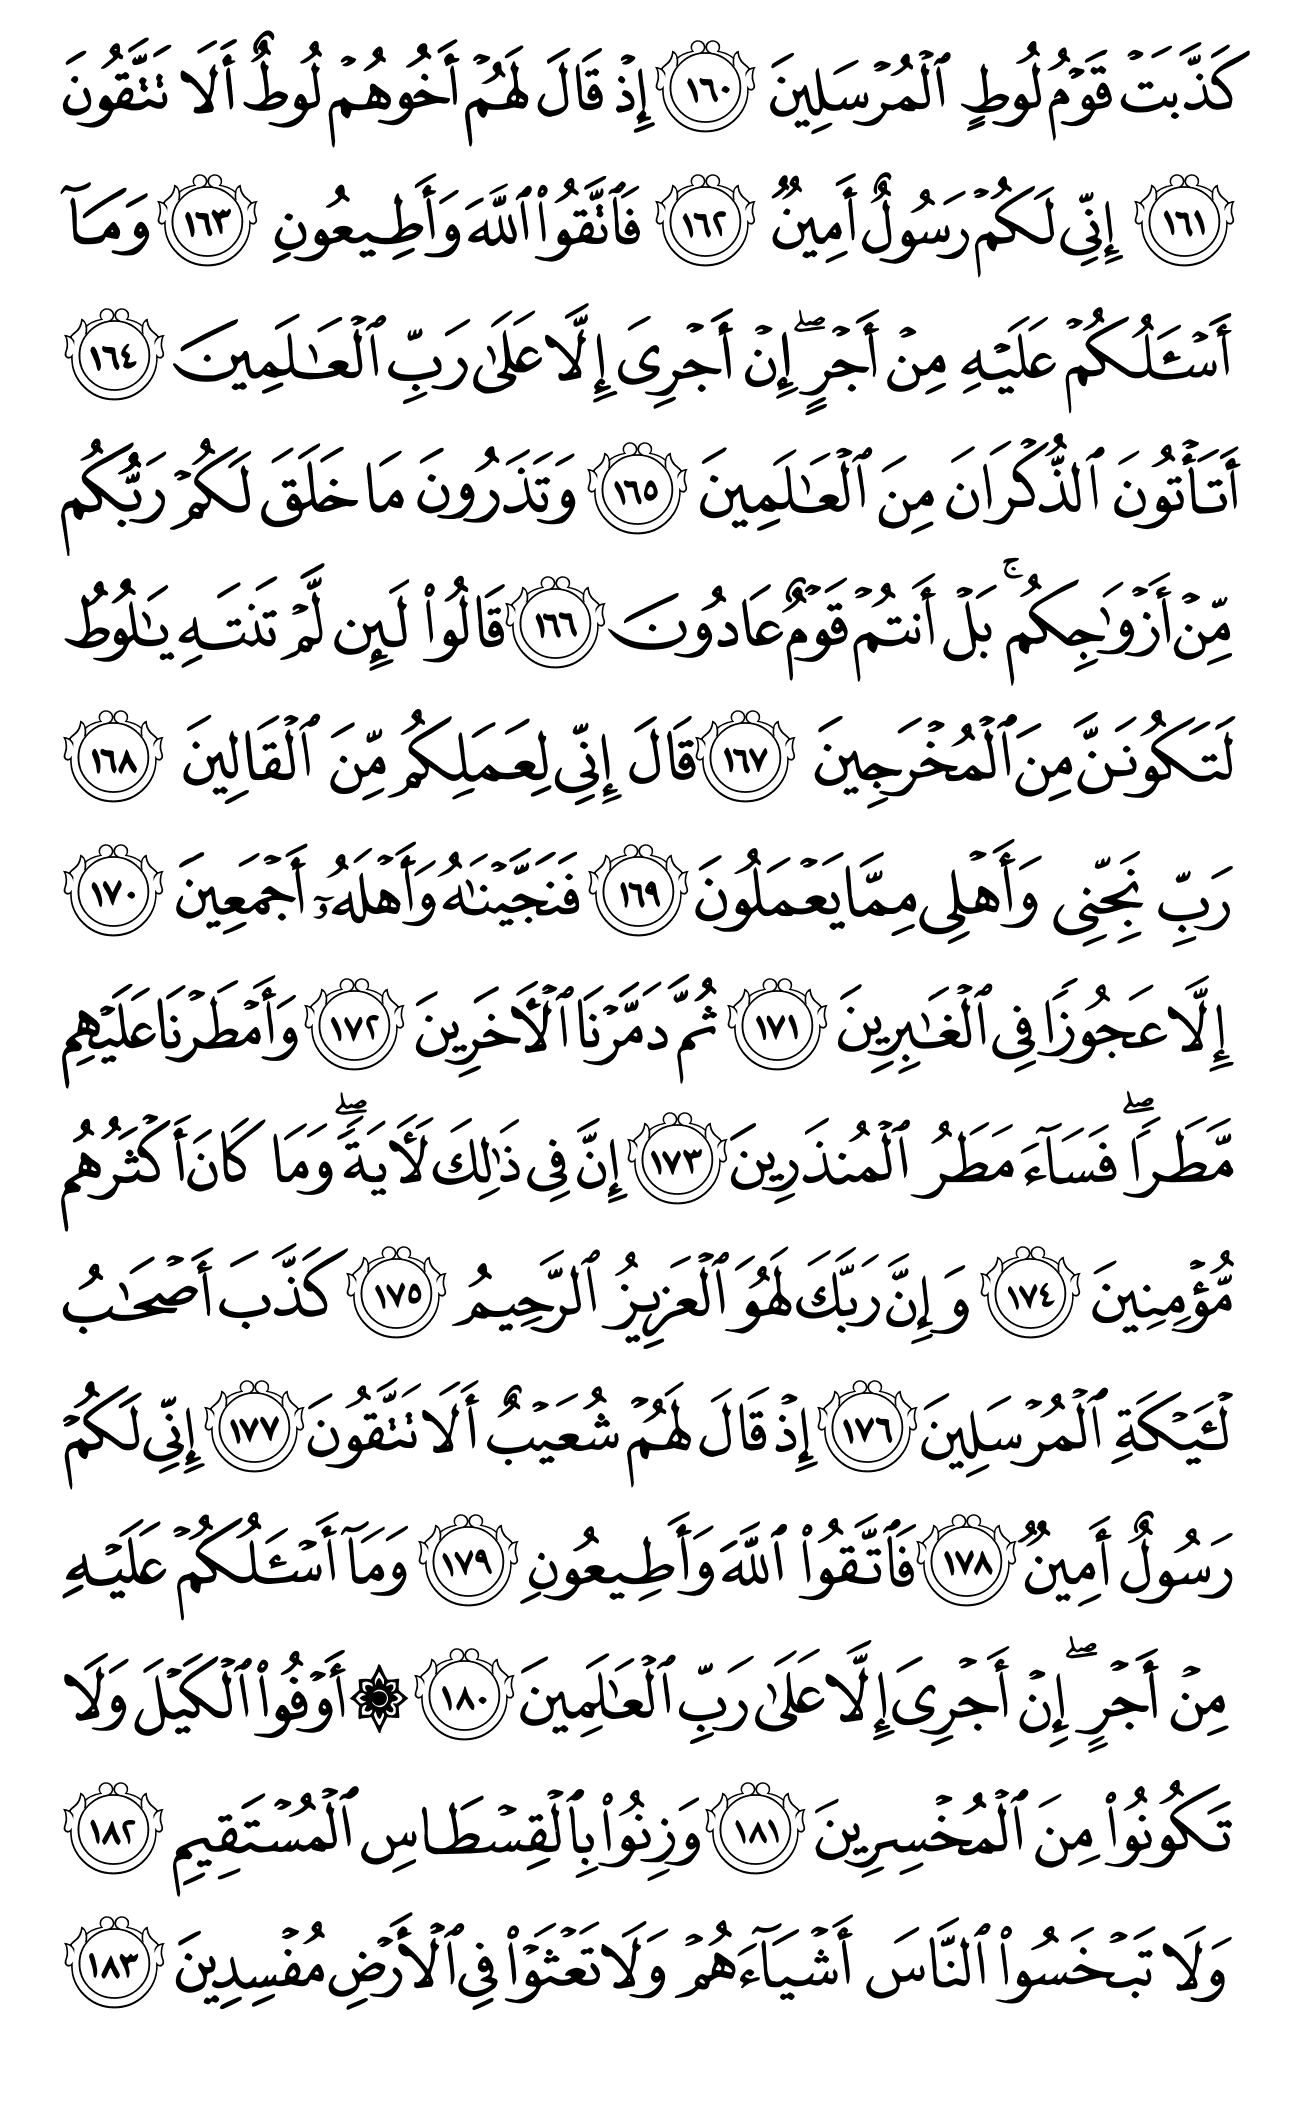 كَذَّبَتْ قَوْمُ لُوطٍ ٱلْمُرْسَلِينَ ١٦٠ إِذْ قَالَ لَهُمْ أَخُوهُمْ لُوطٌ أَلَا تَتَّقُونَ
١٦١ إِنِّى لَكُمْ رَسُولٌ أَمِينٌ ١٦٢ فَٱتَّقُوا۟ ٱللَّهَ وَأَطِيعُونِ ١٦٣ وَمَآ
أَسْـَٔلُكُمْ عَلَيْهِ مِنْ أَجْرٍ ۖ إِنْ أَجْرِىَ إِلَّا عَلَىٰ رَبِّ ٱلْعَـٰلَمِينَ ١٦٤
أَتَأْتُونَ ٱلذُّكْرَانَ مِنَ ٱلْعَـٰلَمِينَ ١٦٥ وَتَذَرُونَ مَا خَلَقَ لَكُمْ رَبُّكُم
مِّنْ أَزْوَٰجِكُم ۚ بَلْ أَنتُمْ قَوْمٌ عَادُونَ ١٦٦ قَالُوا۟ لَئِن لَّمْ تَنتَهِ يَـٰلُوطُ
لَتَكُونَنَّ مِنَ ٱلْمُخْرَجِينَ ١٦٧ قَالَ إِنِّى لِعَمَلِكُم مِّنَ ٱلْقَالِينَ ١٦٨
رَبِّ نَجِّنِى وَأَهْلِى مِمَّا يَعْمَلُونَ ١٦٩ فَنَجَّيْنَـٰهُ وَأَهْلَهُۥٓ أَجْمَعِينَ ١٧٠
إِلَّا عَجُوزًا فِى ٱلْغَـٰبِرِينَ ١٧١ ثُمَّ دَمَّرْنَا ٱلْـَٔاخَرِينَ ١٧٢ وَأَمْطَرْنَا عَلَيْهِم
مَّطَرًا ۖ فَسَآءَ مَطَرُ ٱلْمُنذَرِينَ ١٧٣ إِنَّ فِى ذَٰلِكَ لَـَٔايَةً ۖ وَمَا كَانَ أَكْثَرُهُم
مُّؤْمِنِينَ ١٧٤ وَإِنَّ رَبَّكَ لَهُوَ ٱلْعَزِيزُ ٱلرَّحِيمُ ١٧٥ كَذَّبَ أَصْحَـٰبُ
لْـَٔيْكَةِ ٱلْمُرْسَلِينَ ١٧٦ إِذْ قَالَ لَهُمْ شُعَيْبٌ أَلَا تَتَّقُونَ ١٧٧ إِنِّى لَكُمْ
رَسُولٌ أَمِينٌ ١٧٨ فَٱتَّقُوا۟ ٱللَّهَ وَأَطِيعُونِ ١٧٩ وَمَآ أَسْـَٔلُكُمْ عَلَيْهِ
مِنْ أَجْرٍ ۖ إِنْ أَجْرِىَ إِلَّا عَلَىٰ رَبِّ ٱلْعَـٰلَمِينَ ١٨٠ ۞ أَوْفُوا۟ ٱلْكَيْلَ وَلَا
تَكُونُوا۟ مِنَ ٱلْمُخْسِرِينَ ١٨١ وَزِنُوا۟ بِٱلْقِسْطَاسِ ٱلْمُسْتَقِيمِ ١٨٢
وَلَا تَبْخَسُوا۟ ٱلنَّاسَ أَشْيَآءَهُمْ وَلَا تَعْثَوْا۟ فِى ٱلْأَرْضِ مُفْسِدِينَ ١٨٣